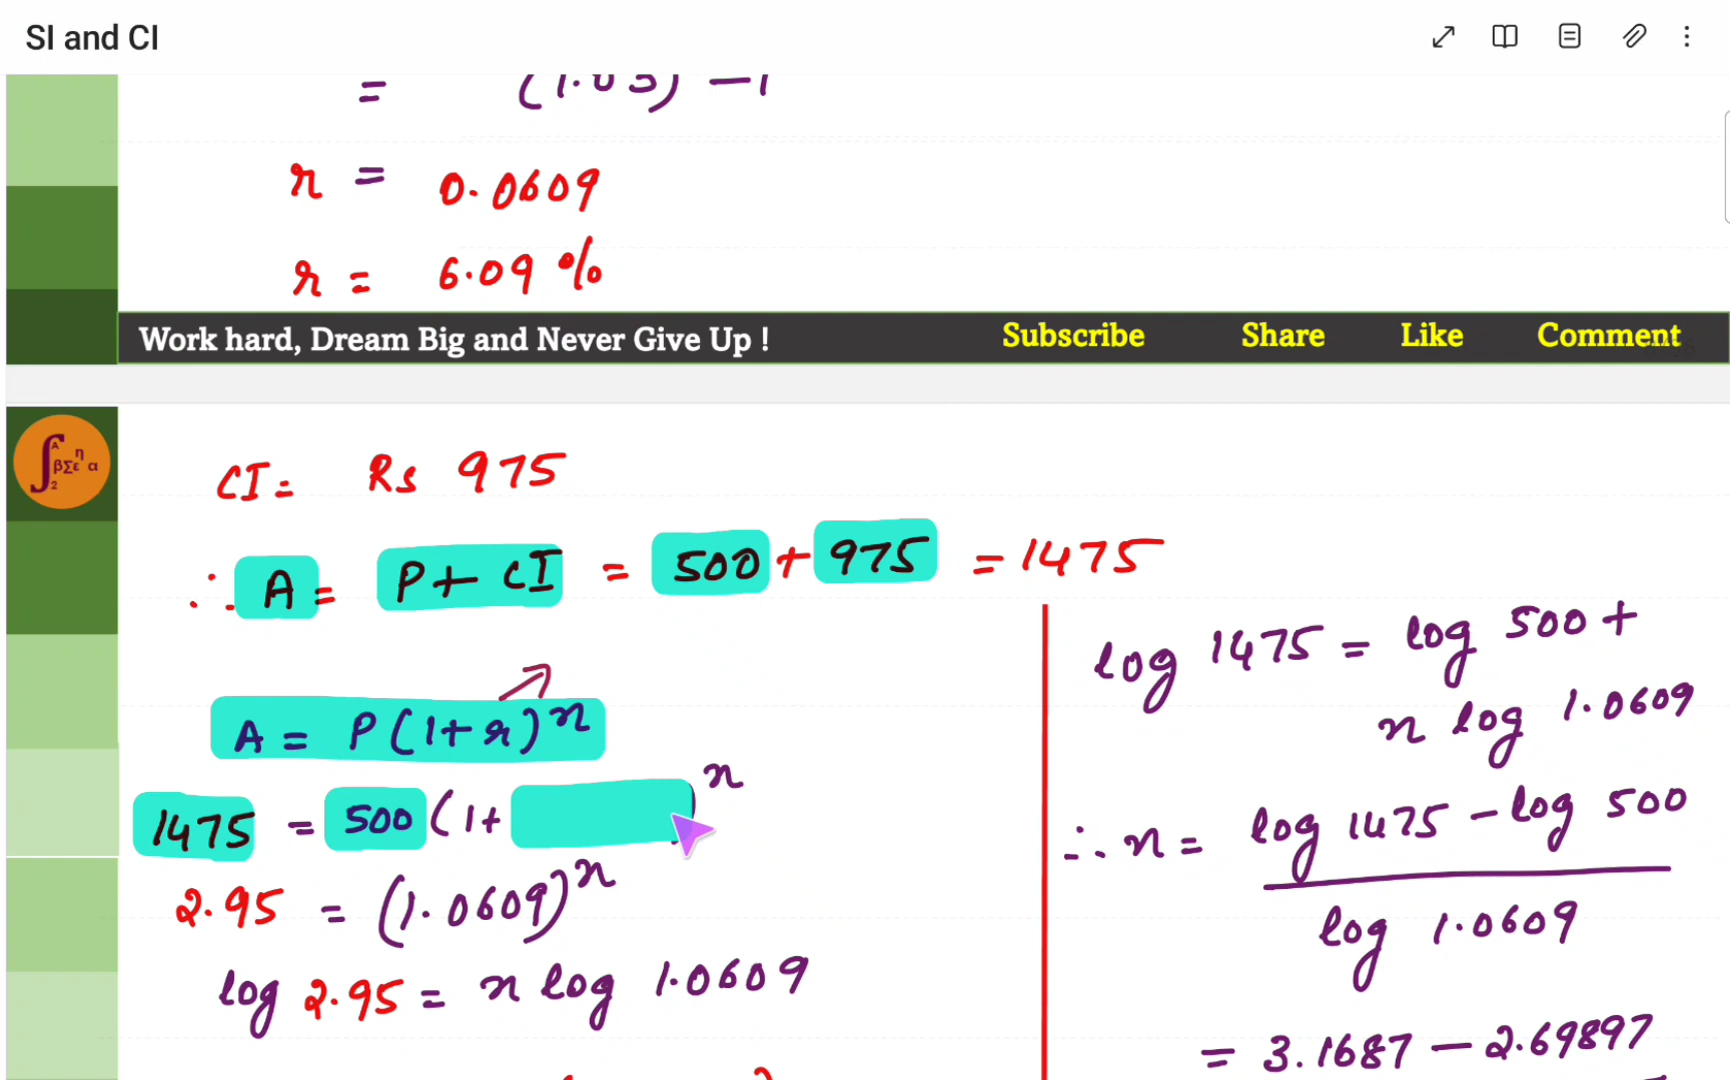 SI and CI
= (1.03) - 1
r = 0.0609
r = 6.09 %
Work hard, Dream Big and Never Give Up ! Subscribe Share Like Comment
CI = Rs 975
∴ A = P + CI = 500 + 975 = 1475
A = P(1+r)^n
1475 = 500 (1+ )^n
2.95 = (1.0609)^n
log 2.95 = n log 1.0609
log 1475 = log 500 +
n log 1.0609
∴ n = log 1475 - log 500
log 1.0609
= 3.1687 - 2.69897